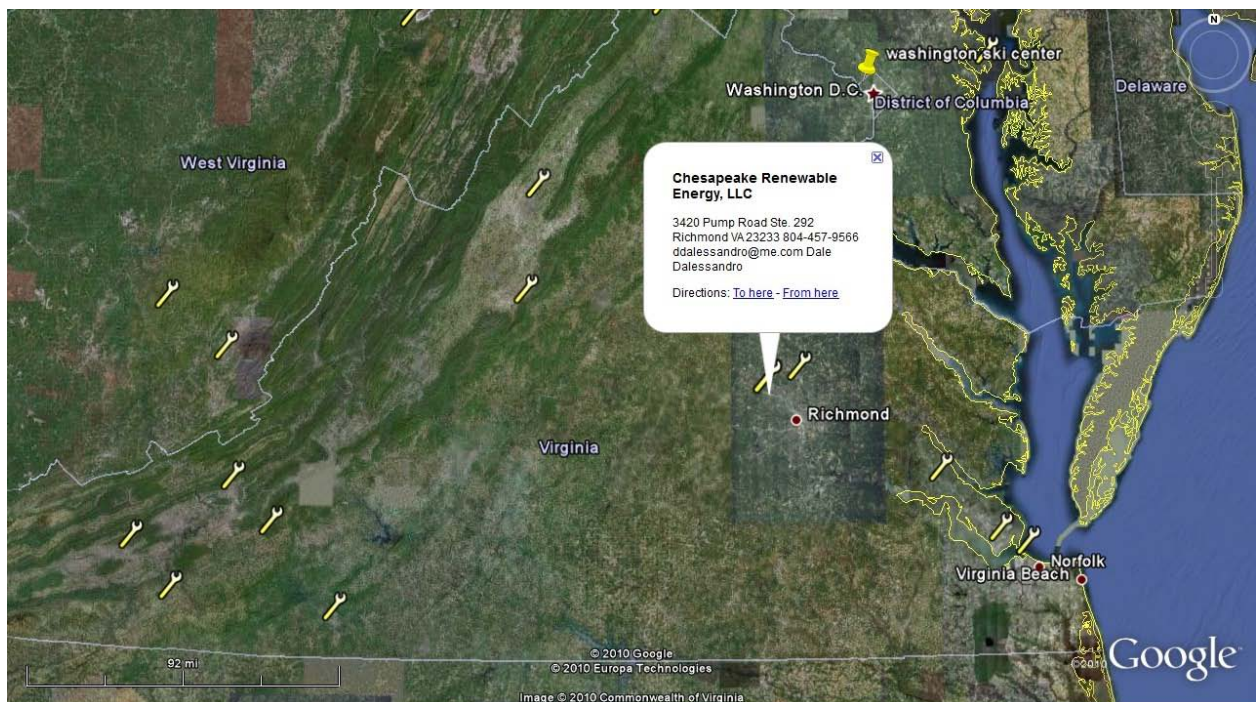 N
washington ski center
Washington D.C.
District of Columbia
Delaware
West Virginia
Chesapeake Renewable
Energy, LLC
3420 Pump Road Ste. 292
Richmond VA 23233 804-457-9566
ddalessandro@me.com Dale
Dalessandro
Directions: To here - From here
Richmond
Virginia
Norfolk
Virginia Beach
92 mi
© 2010 Google
© 2010 Europa Technologies
Image © 2010 Commonwealth of Virginia
©2010 Google